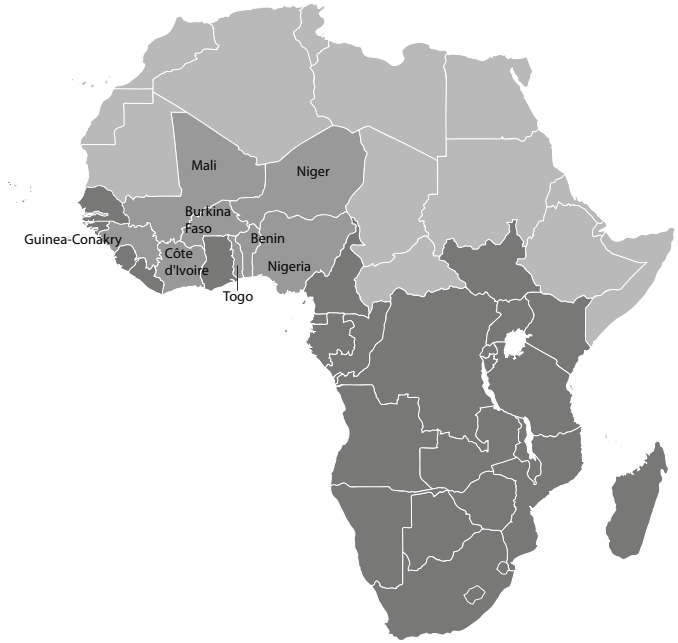 Mali
Niger
Burkina
Faso
Guinea-Conakry
Benin
Côte
d'Ivoire
Nigeria
Togo